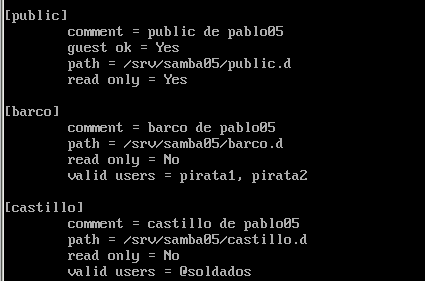 [public]
comment = public de pablo05
guest ok = Yes
path = /srv/samba05/public.d
read only = Yes
[barco]
comment = barco de pablo05
path = /srv/samba05/barco.d
read only = No
valid users = pirata1, pirata2
[castillo]
comment = castillo de pablo05
path = /srv/samba05/castillo.d
read only = No
valid users = @soldados